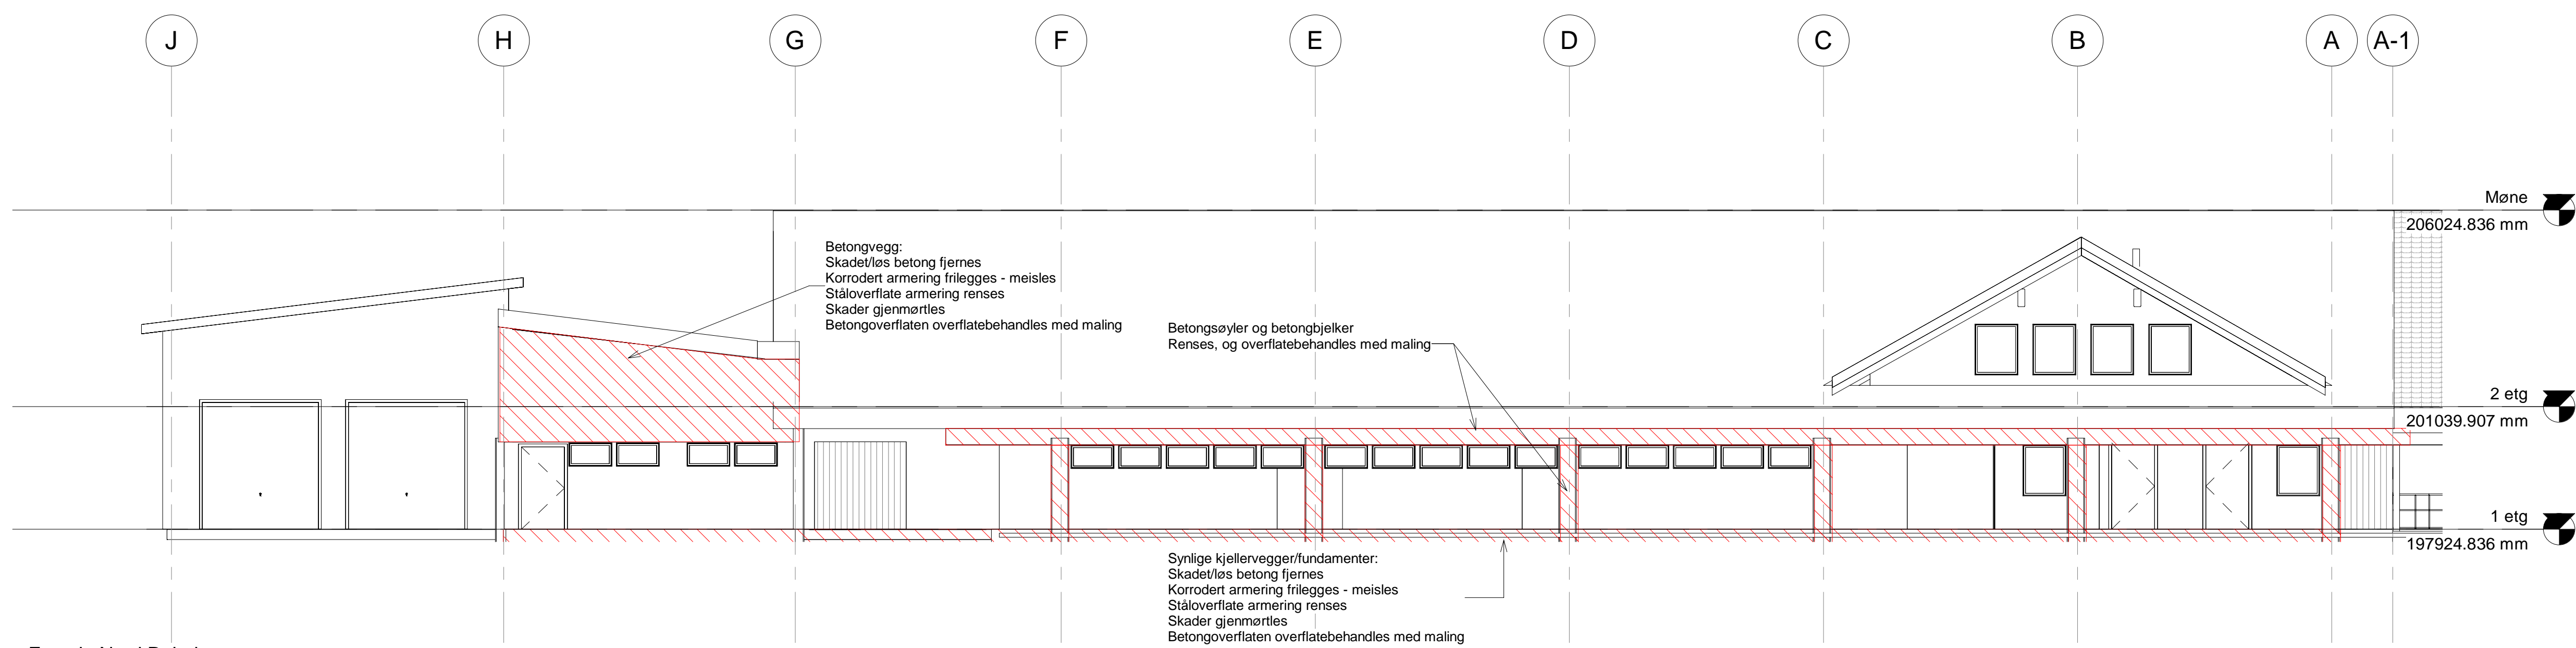 J H G F E D C B A A-1
Møne
206024.836 mm
Betongvegg:
Skadet/løs betong fjernes
Korrodert armering frilegges - meisles
Ståloverflate armering renses
Skader gjenmørtles
Betongoverflaten overflatebehandles med maling
Betongsøyler og betongbjelker
Renses, og overflatebehandles med maling
2 etg
201039.907 mm
1 etg
197924.836 mm
Synlige kjellervegger/fundamenter:
Skadet/løs betong fjernes
Korrodert armering frilegges - meisles
Ståloverflate armering renses
Skader gjenmørtles
Betongoverflaten overflatebehandles med maling